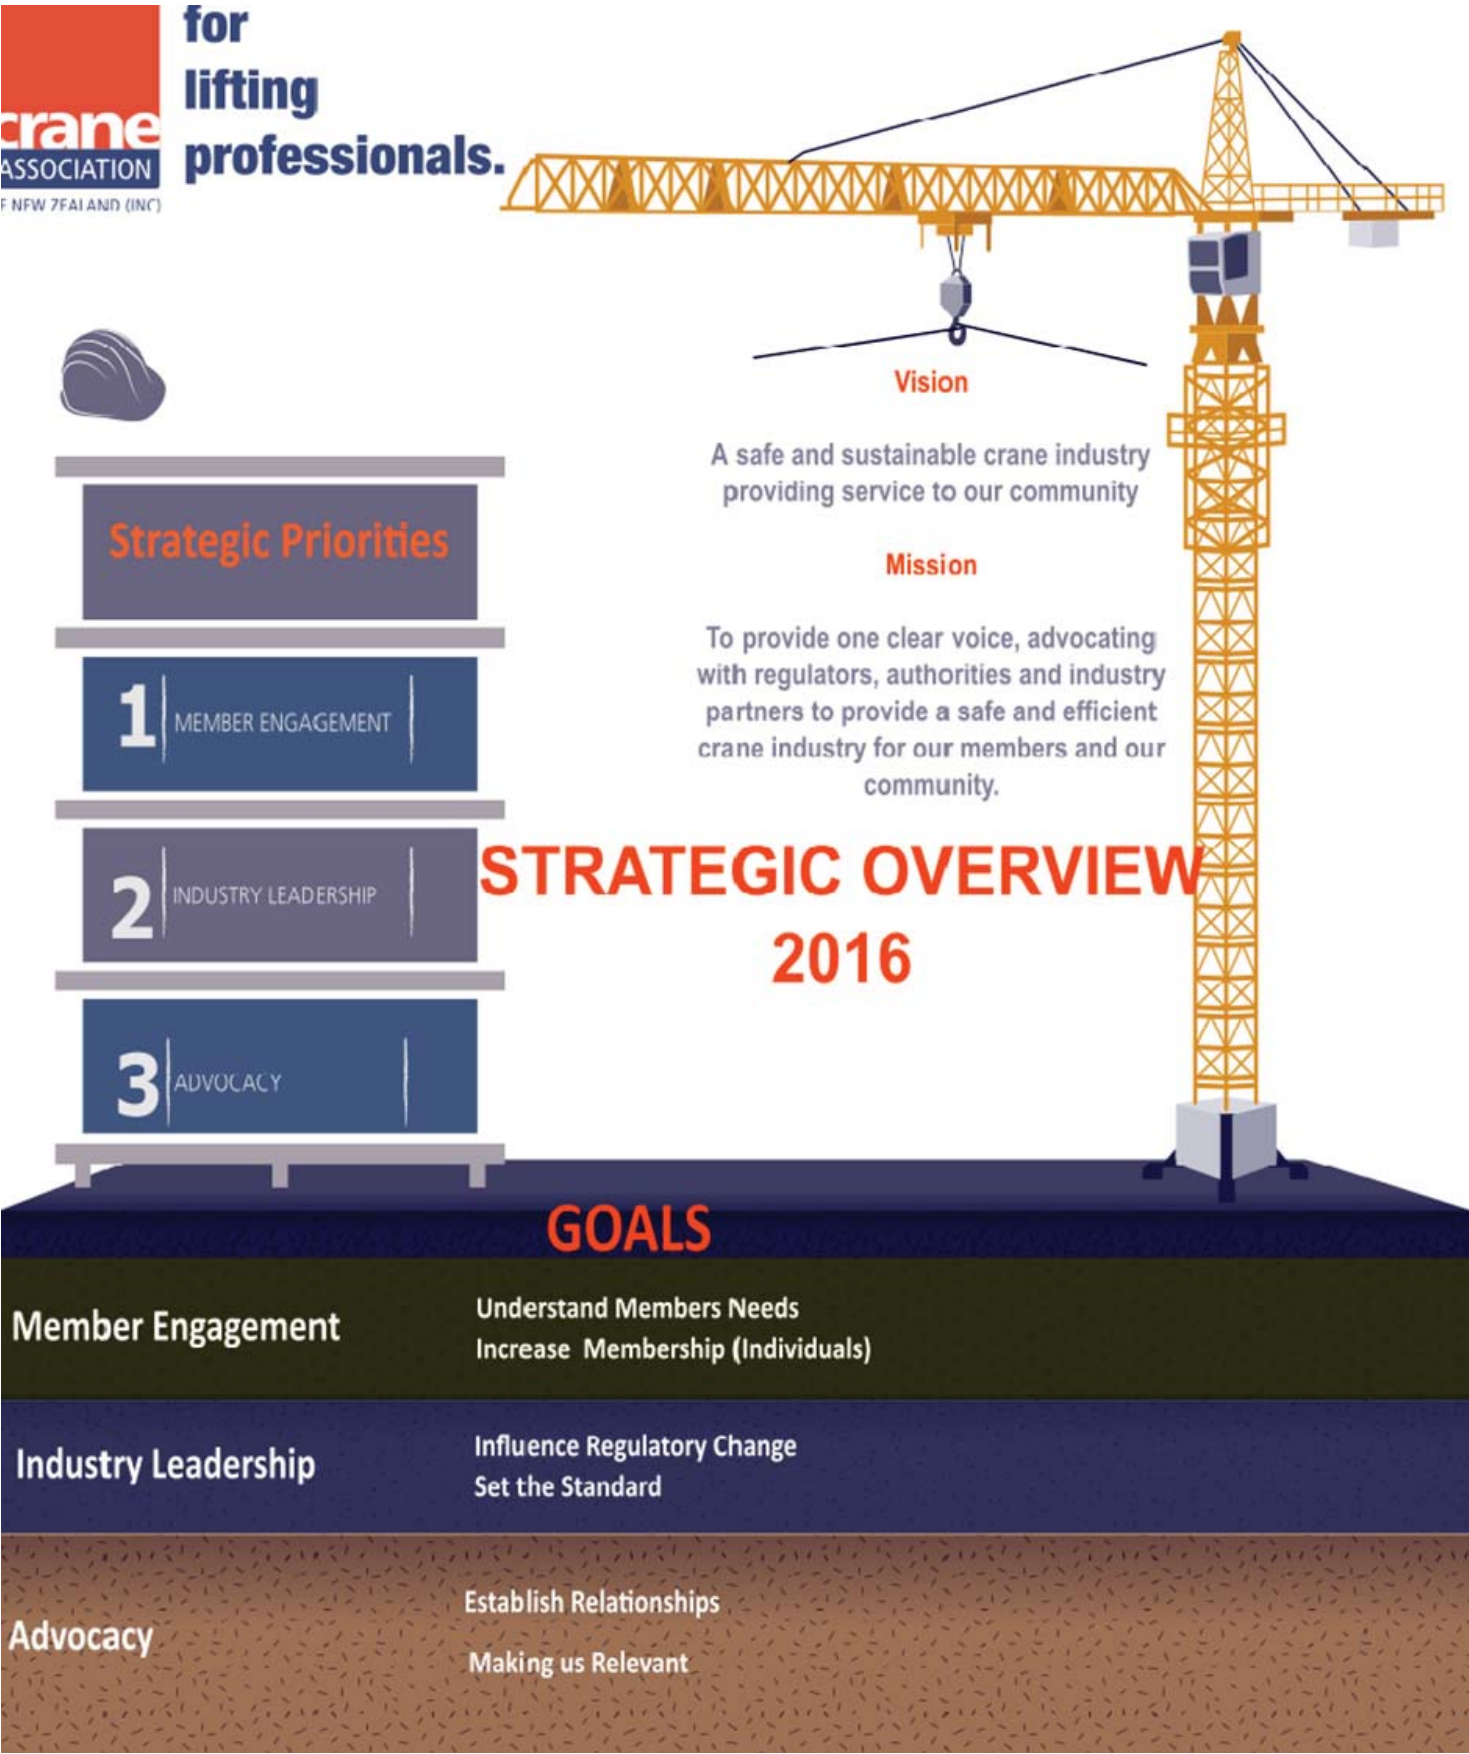 for
lifting
professionals.
crane
ASSOCIATION
NEW ZEALAND (INC)
Vision
A safe and sustainable crane industry
providing service to our community
Mission
To provide one clear voice, advocating
with regulators, authorities and industry
partners to provide a safe and efficient
crane industry for our members and our
community.
Strategic Priorities
1 MEMBER ENGAGEMENT
2 INDUSTRY LEADERSHIP
3 ADVOCACY
STRATEGIC OVERVIEW
2016
GOALS
Member Engagement
Understand Members Needs
Increase Membership (Individuals)
Industry Leadership
Influence Regulatory Change
Set the Standard
Advocacy
Establish Relationships
Making us Relevant